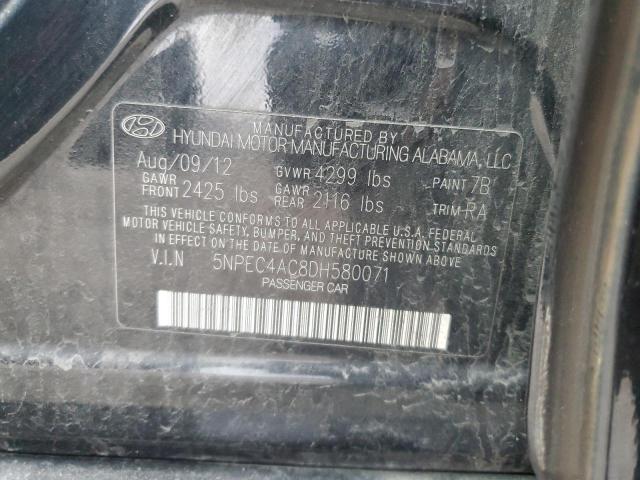 MANUFACTURED BY
HYUNDAI MOTOR MANUFACTURING ALABAMA, LLC
Aug/09/12 GVWR 4299 lbs PAINT 7B
GAWR FRONT 2425 lbs GAWR REAR 2116 lbs TRIM RA
THIS VEHICLE CONFORMS TO ALL APPLICABLE U.S.A. FEDERAL
MOTOR VEHICLE SAFETY, BUMPER, AND THEFT PREVENTION STANDARDS
IN EFFECT ON THE DATE OF MANUFACTURE SHOWN ABOVE.
V.I.N 5NPEC4AC8DH580071
PASSENGER CAR